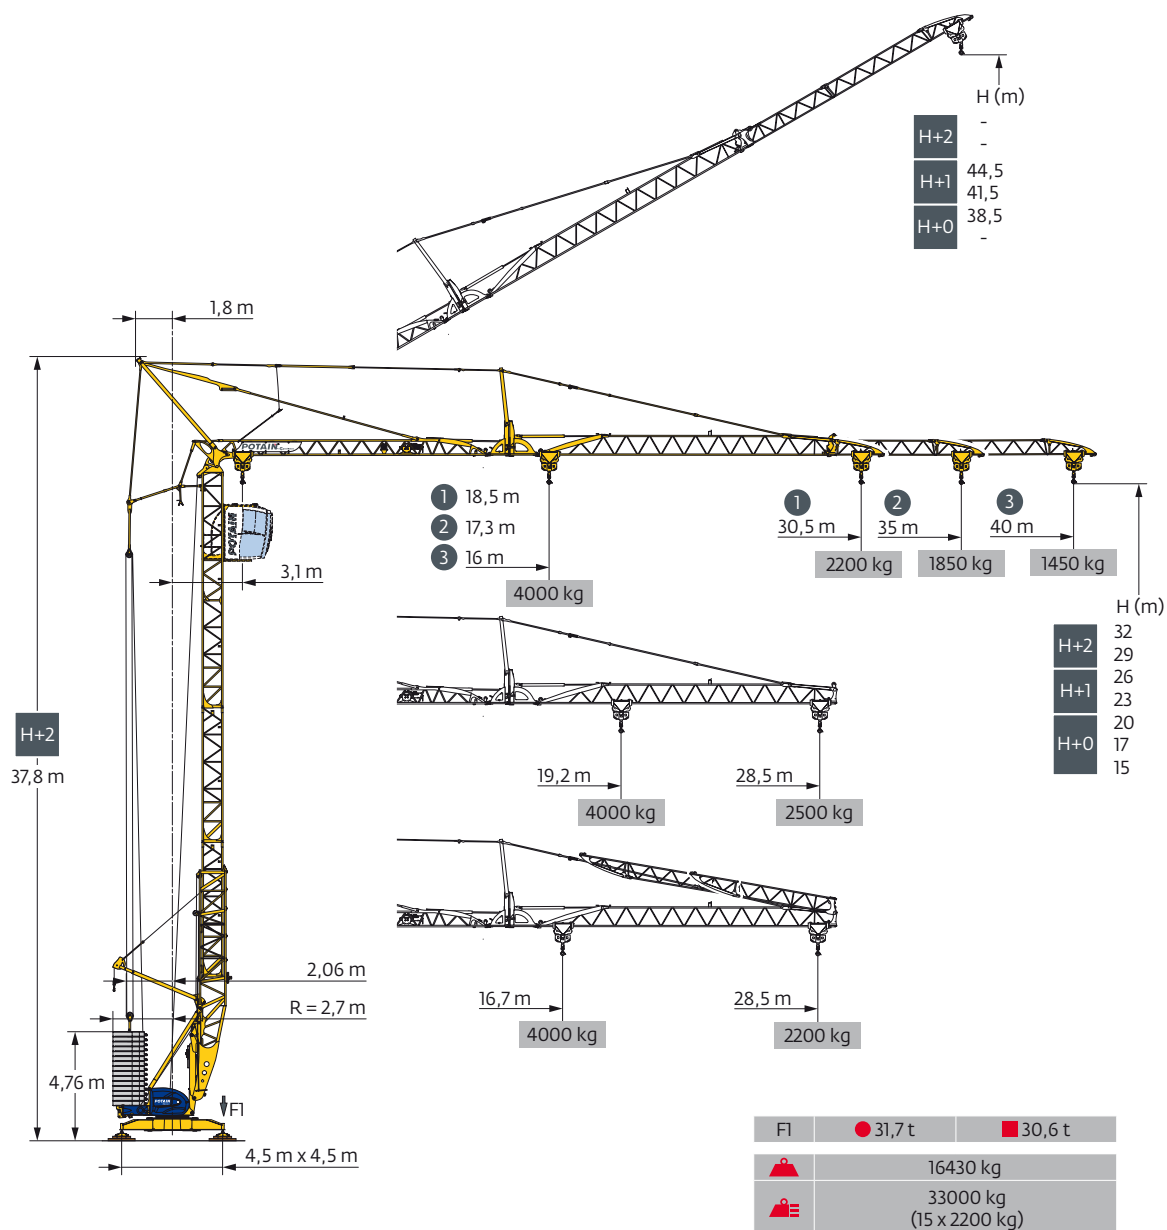 H (m)
H+2
-
-
H+1
44,5
41,5
H+0
38,5
-
1,8 m
POTAIN
POTAIN
1 18,5 m
2 17,3 m
3 16 m
4000 kg
1
30,5 m
2200 kg
2
35 m
1850 kg
3
40 m
1450 kg
3,1 m
H (m)
H+2
32
29
H+1
26
23
H+0
20
17
15
H+2
37,8 m
19,2 m
4000 kg
28,5 m
2500 kg
16,7 m
4000 kg
28,5 m
2200 kg
2,06 m
R = 2,7 m
4,76 m
POTAIN
F1
4,5 m x 4,5 m
F1 31,7 t 30,6 t
16430 kg
33000 kg
(15 x 2200 kg)